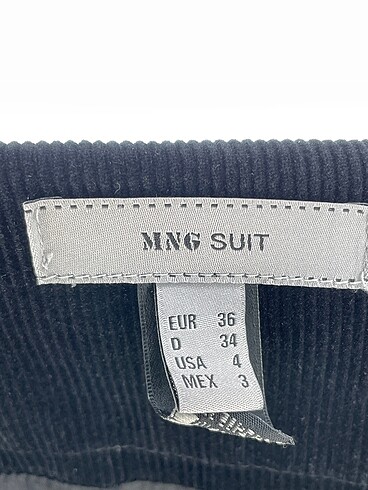 MNG SUIT
EUR 36
D 34
USA 4
MEX 3